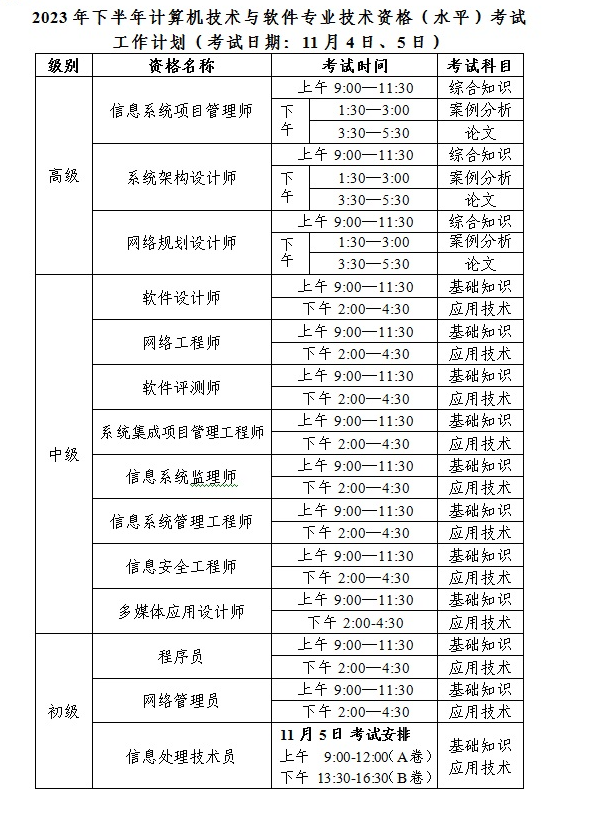 2023 年下半年计算机技术与软件专业技术资格（水平）考试
工作计划（考试日期：11 月 4 日、5 日）
级别 资格名称 考试时间 考试科目
高级
信息系统项目管理师
上午 9:00—11:30 综合知识
下午
1:30—3:00 案例分析
3:30—5:30 论文
系统架构设计师
上午 9:00—11:30 综合知识
下午
1:30—3:00 案例分析
3:30—5:30 论文
网络规划设计师
上午 9:00—11:30 综合知识
下午
1:30—3:00 案例分析
3:30—5:30 论文
中级
软件设计师
上午 9:00—11:30 基础知识
下午 2:00—4:30 应用技术
网络工程师
上午 9:00—11:30 基础知识
下午 2:00—4:30 应用技术
软件评测师
上午 9:00—11:30 基础知识
下午 2:00—4:30 应用技术
系统集成项目管理工程师
上午 9:00—11:30 基础知识
下午 2:00—4:30 应用技术
信息系统监理师
上午 9:00—11:30 基础知识
下午 2:00—4:30 应用技术
信息系统管理工程师
上午 9:00—11:30 基础知识
下午 2:00—4:30 应用技术
信息安全工程师
上午 9:00—11:30 基础知识
下午 2:00—4:30 应用技术
多媒体应用设计师
上午 9:00—11:30 基础知识
下午 2:00-4:30 应用技术
初级
程序员
上午 9:00—11:30 基础知识
下午 2:00—4:30 应用技术
网络管理员
上午 9:00—11:30 基础知识
下午 2:00—4:30 应用技术
信息处理技术员
11 月 5 日 考试安排
上午 9:00-12:00（A 卷）
下午 13:30-16:30（B 卷）
基础知识
应用技术